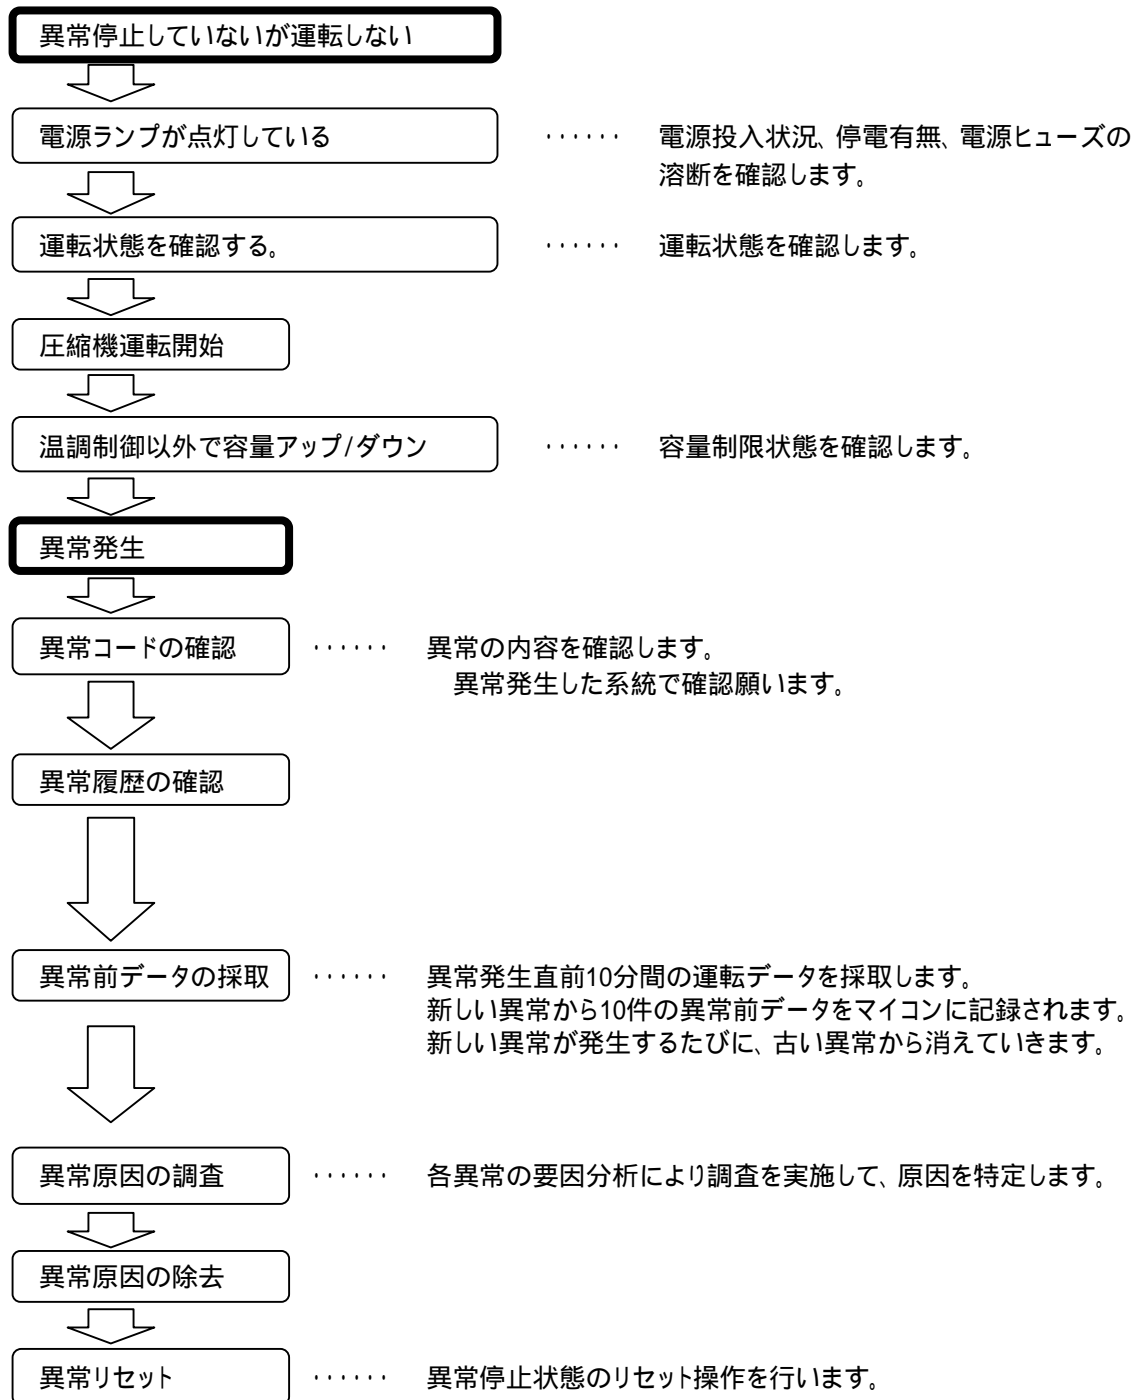 異常停止していないが運転しない
電源ランプが点灯している ・・・・・・ 電源投入状況、停電有無、電源ヒューズの
溶断を確認します。
運転状態を確認する。 ・・・・・・ 運転状態を確認します。
圧縮機運転開始
温調制御以外で容量アップ/ダウン ・・・・・・ 容量制限状態を確認します。
異常発生
異常コードの確認 ・・・・・・ 異常の内容を確認します。
異常発生した系統で確認願います。
異常履歴の確認
異常前データの採取 ・・・・・・ 異常発生直前10分間の運転データを採取します。
新しい異常から10件の異常前データをマイコンに記録されます。
新しい異常が発生するたびに、古い異常から消えていきます。
異常原因の調査 ・・・・・・ 各異常の要因分析により調査を実施して、原因を特定します。
異常原因の除去
異常リセット ・・・・・・ 異常停止状態のリセット操作を行います。